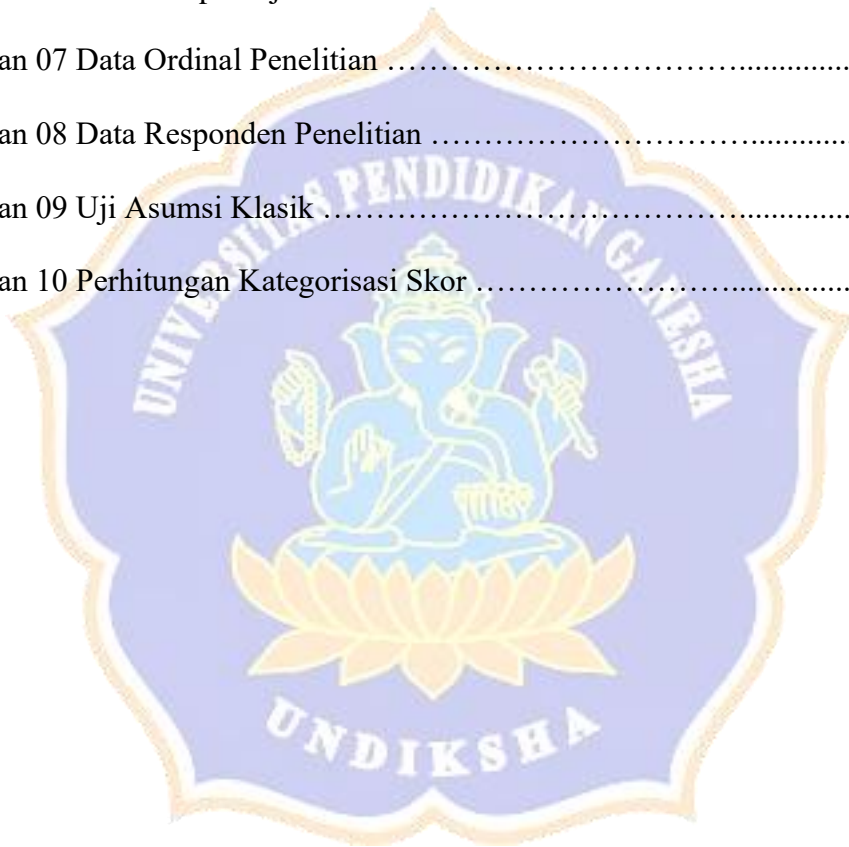 an 07 Data Ordinal Penelitian ……………………………...............
an 08 Data Responden Penelitian …………………………..............
an 09 Uji Asumsi Klasik …………………………………...............
an 10 Perhitungan Kategorisasi Skor ……………………................
UNIVERSITAS PENDIDIKAN GANESHA
UNDIKSHA